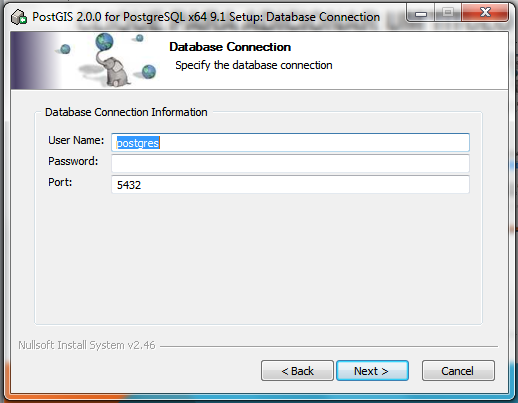 PostGIS 2.0.0 for PostgreSQL x64 9.1 Setup: Database Connection
Database Connection
Specify the database connection
Database Connection Information
User Name: postgres
Password:
Port: 5432
Nullsoft Install System v2.46
< Back Next > Cancel